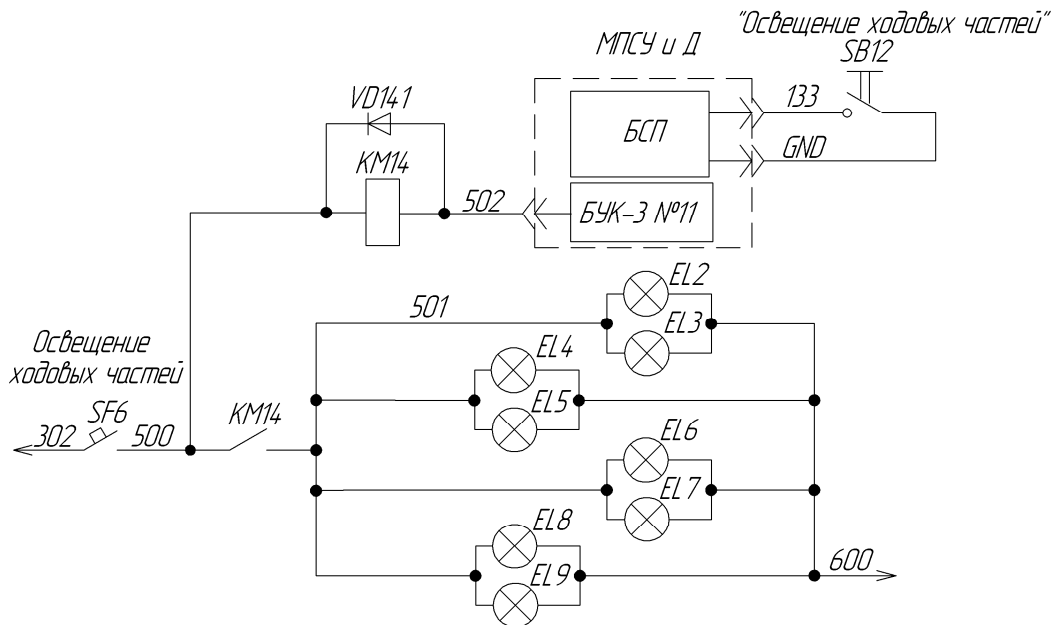 "Освещение ходовых частей"
SB12
МПСУ и Д
VD141
133
БСП
KM14
GND
502
БУК-3 №11
EL2
501
EL3
Освещение
ходовых частей
EL4
SF6
KM14
EL5
302
500
EL6
EL7
EL8
600
EL9